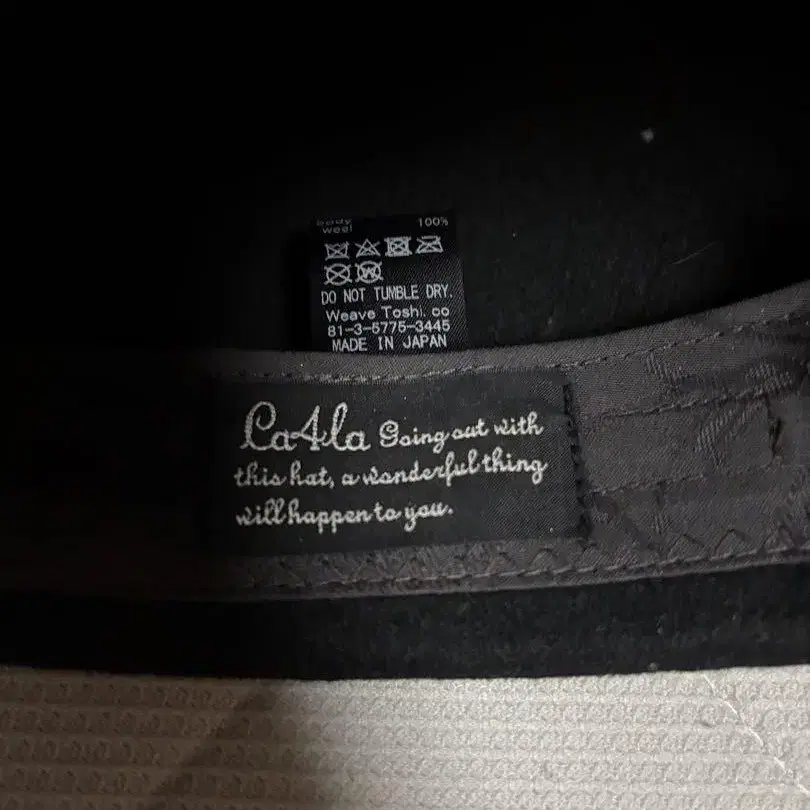 body 100%
wool
DO NOT TUMBLE DRY.
Weave Toshi. co
81-3-5775-3445
MADE IN JAPAN
Ca4la Going out with
this hat, a wonderful thing
will happen to you.